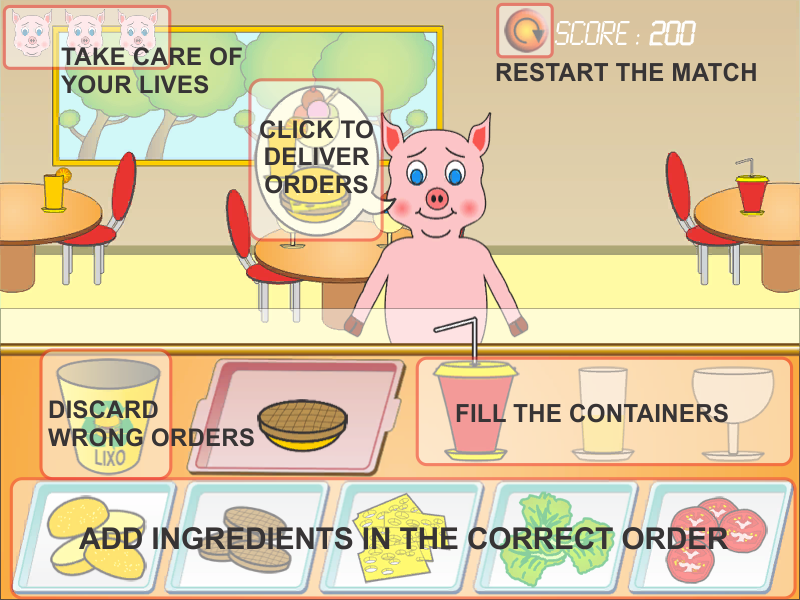 TAKE CARE OF
YOUR LIVES
SCORE: 200
RESTART THE MATCH
CLICK TO
DELIVER
ORDERS
DISCARD
WRONG ORDERS
LIXO
FILL THE CONTAINERS
ADD INGREDIENTS IN THE CORRECT ORDER